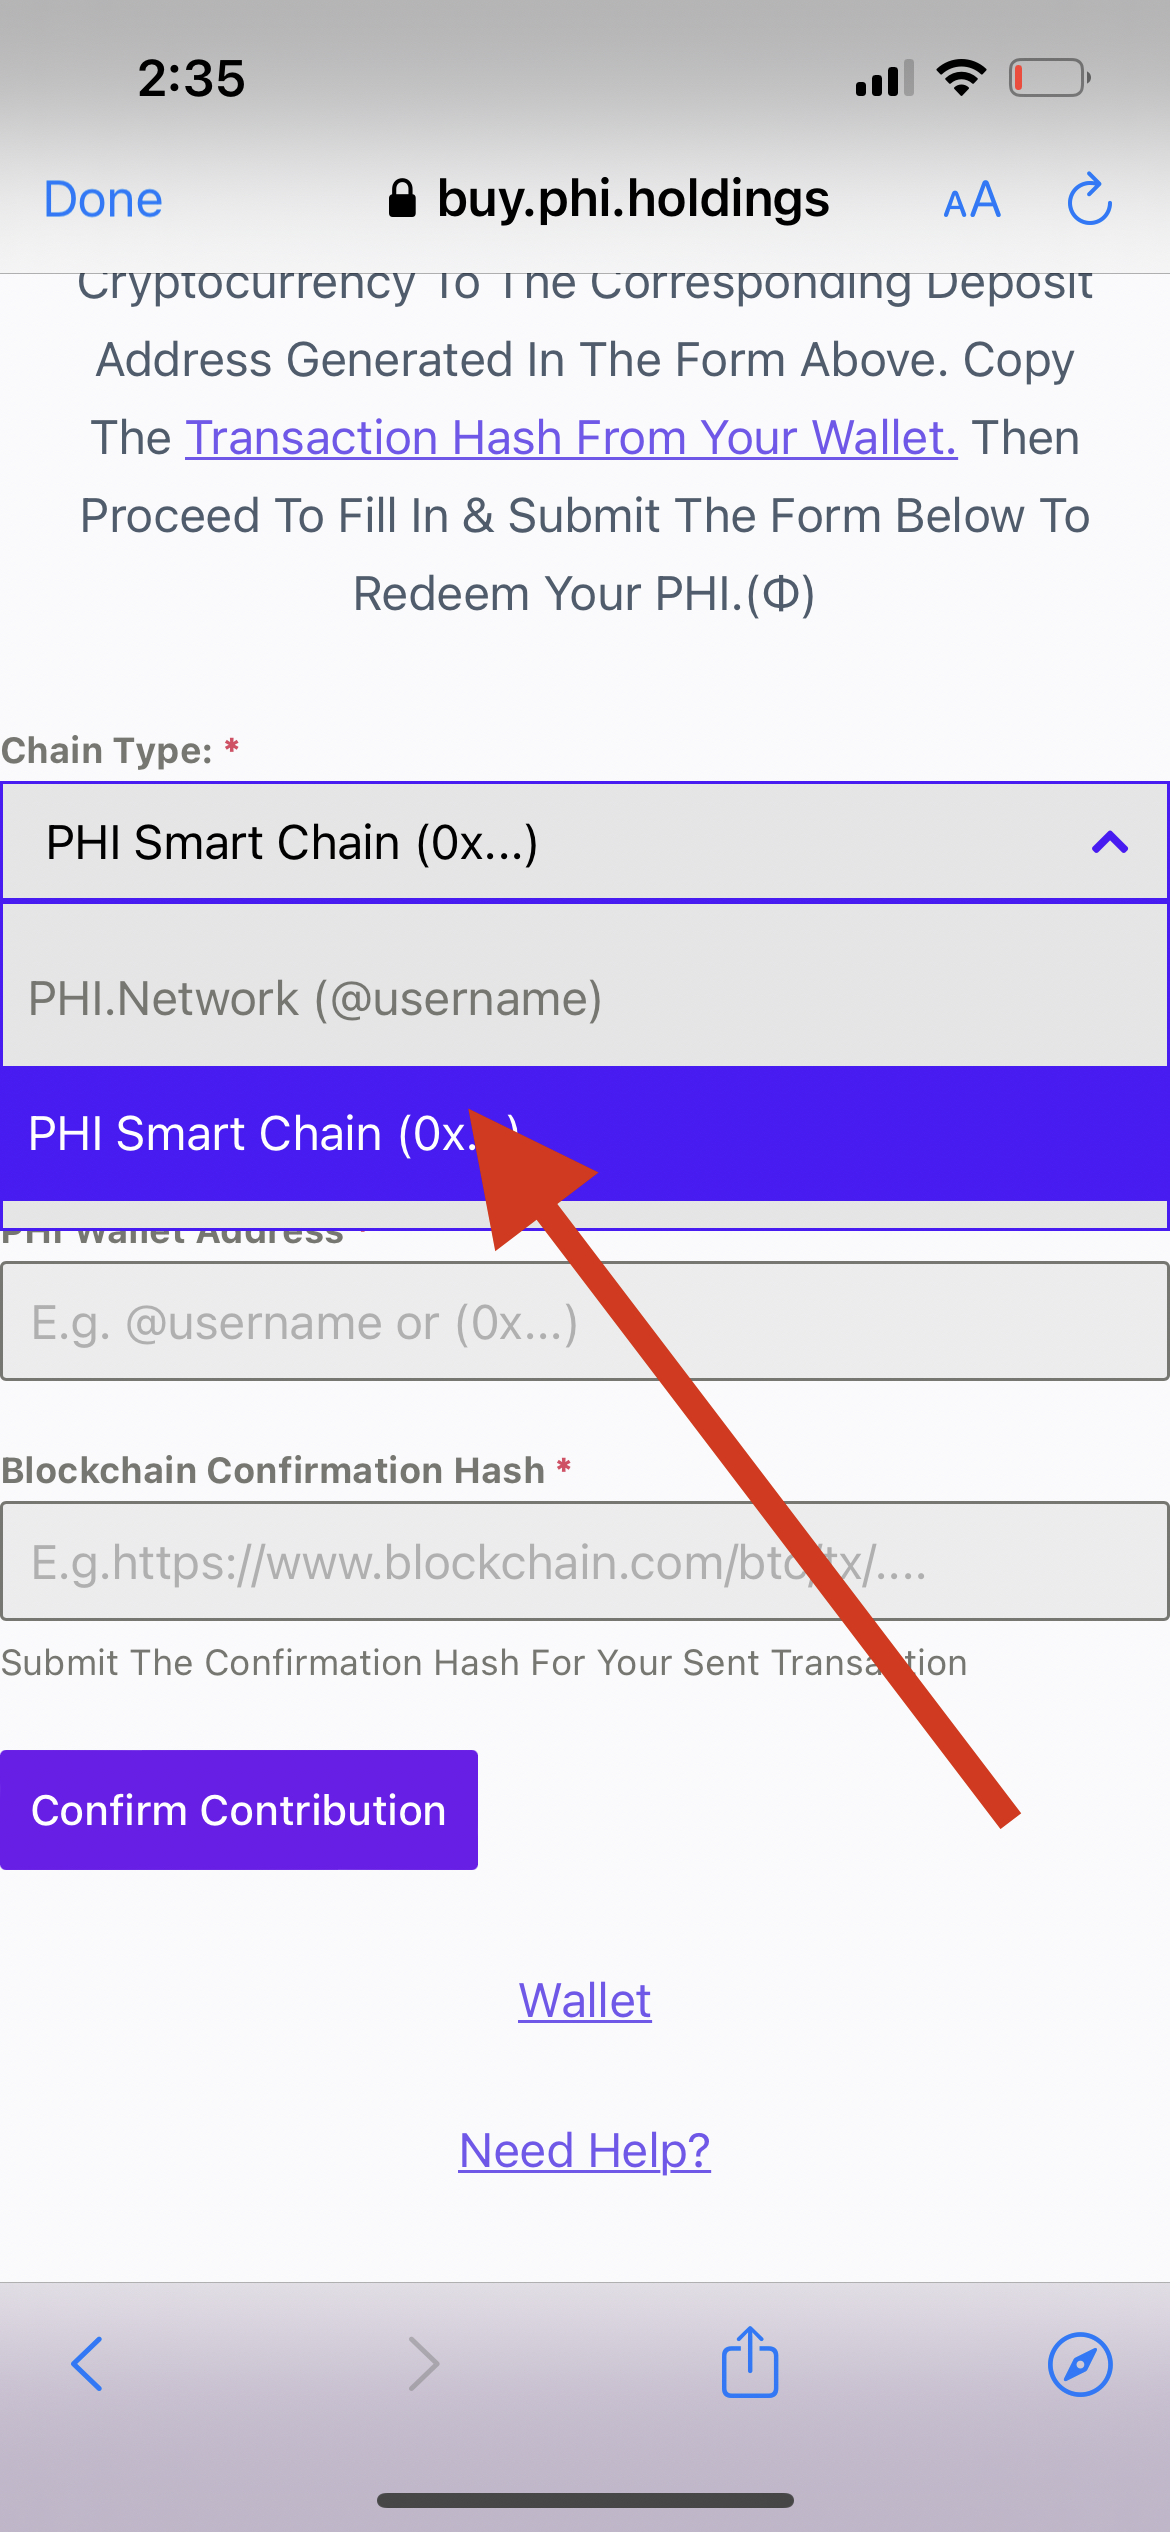 2:35
Done
buy.phi.holdings
AA
Cryptocurrency To The Corresponding Deposit
Address Generated In The Form Above. Copy
The Transaction Hash From Your Wallet. Then
Proceed To Fill In & Submit The Form Below To
Redeem Your PHI.(Φ)
Chain Type: *
PHI Smart Chain (0x...)
PHI.Network (@username)
PHI Smart Chain (0x...)
PHI Wallet Address *
E.g. @username or (0x...)
Blockchain Confirmation Hash *
E.g.https://www.blockchain.com/btc/tx/....
Submit The Confirmation Hash For Your Sent Transaction
Confirm Contribution
Wallet
Need Help?